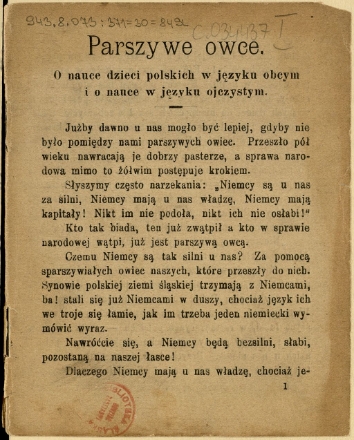 943,8,073:371=30=84
Parszywe owce.
O nauce dzieci polskich w języku obcym
i o nauce w języku ojczystym.
Jużby dawno u nas mogło być lepiej, gdyby nie
było pomiędzy nami parszywych owiec. Przeszło pół
wieku nawracają je dobrzy pasterze, a sprawa naro-
dowa mimo to żółwim postępuje krokiem.
Słyszymy często narzekania: „Niemcy są u nas
za silni, Niemcy mają u nas władzę, Niemcy mają
kapitały! Nikt im nie podoła, nikt ich nie osłabi!"
Kto tak biada, ten już zwątpił a kto w sprawie
narodowej wątpi, już jest parszywą owcą.
Czemu Niemcy są tak silni u nas? Za pomocą
sparszywiałych owiec naszych, które przeszły do nich.
Synowie polskiej ziemi śląskiej trzymają z Niemcami,
ba! stali się już Niemcami w duszy, chociaż język ich
we troje się łamie, jak im trzeba jeden niemiecki wy-
mówić wyraz.
Nawróćcie się, a Niemcy będą bezsilni, słabi,
pozostaną na naszej łasce!
Dlaczego Niemcy mają u nas władzę, chociaż je-
1